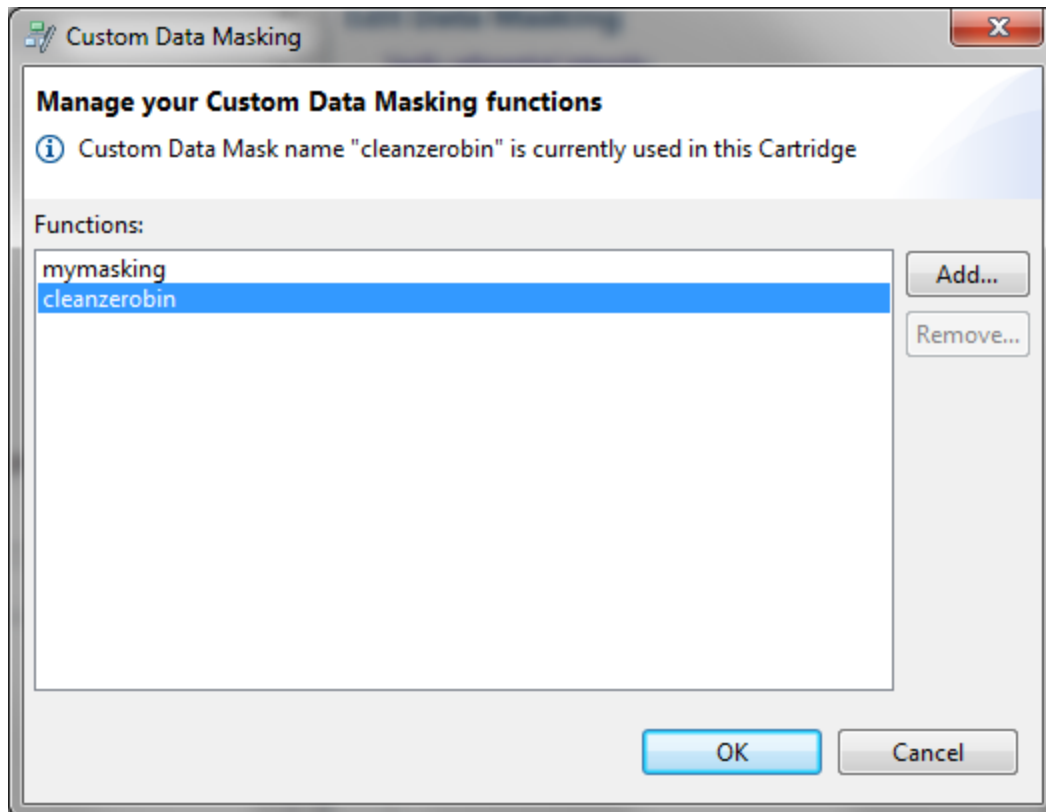 Custom Data Masking
Manage your Custom Data Masking functions
Custom Data Mask name "cleanzerobin" is currently used in this Cartridge
Functions:
mymasking
cleanzerobin
Add...
Remove...
OK
Cancel